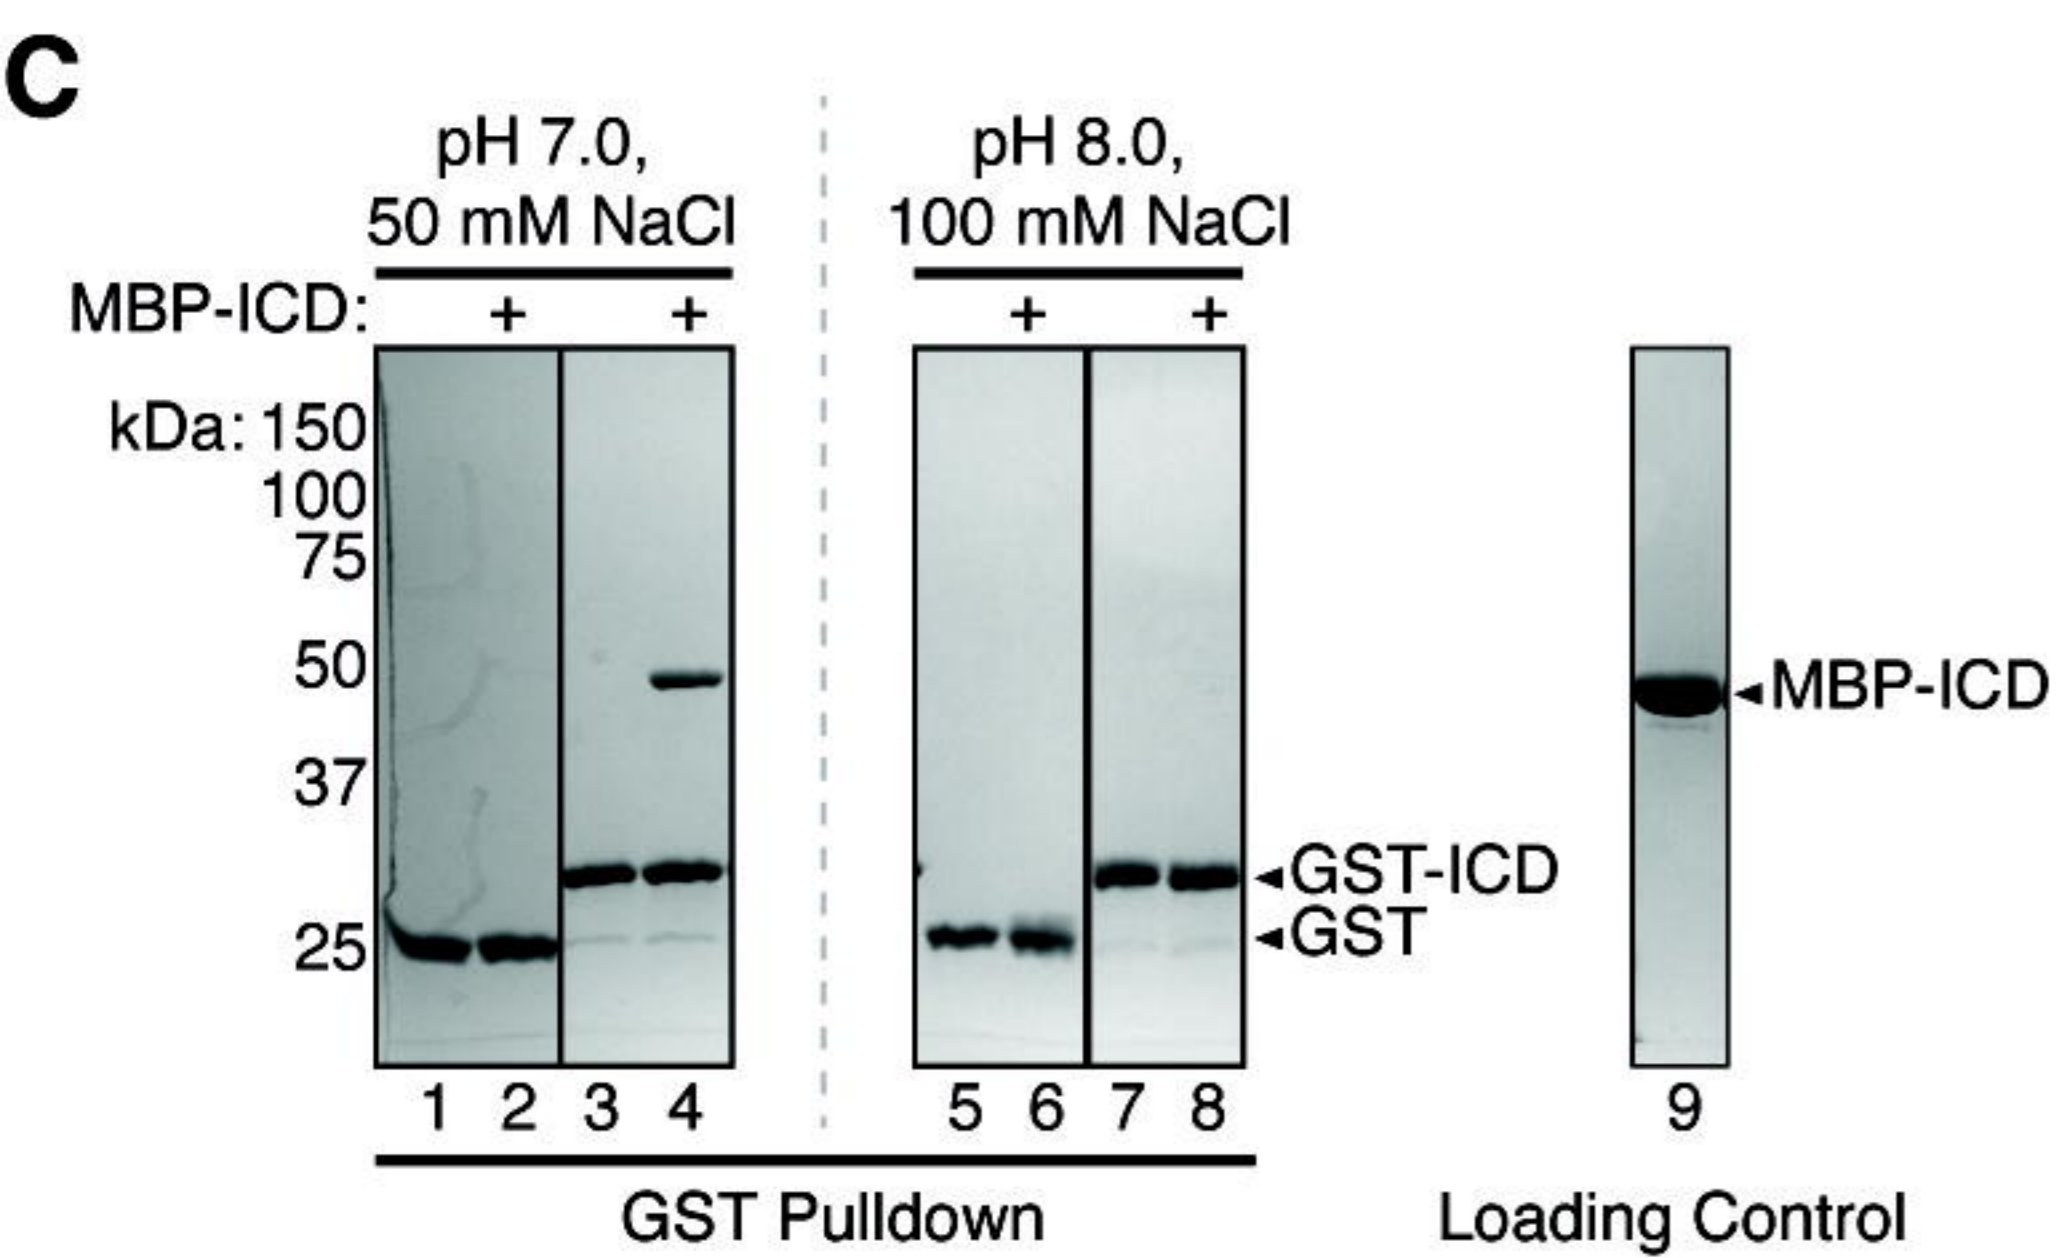 C
pH 7.0,
50 mM NaCl
pH 8.0,
100 mM NaCl
MBP-ICD: + + + +
kDa: 150
100
75
50
37
25
◄MBP-ICD
◄GST-ICD
◄GST
1 2 3 4 5 6 7 8 9
GST Pulldown
Loading Control